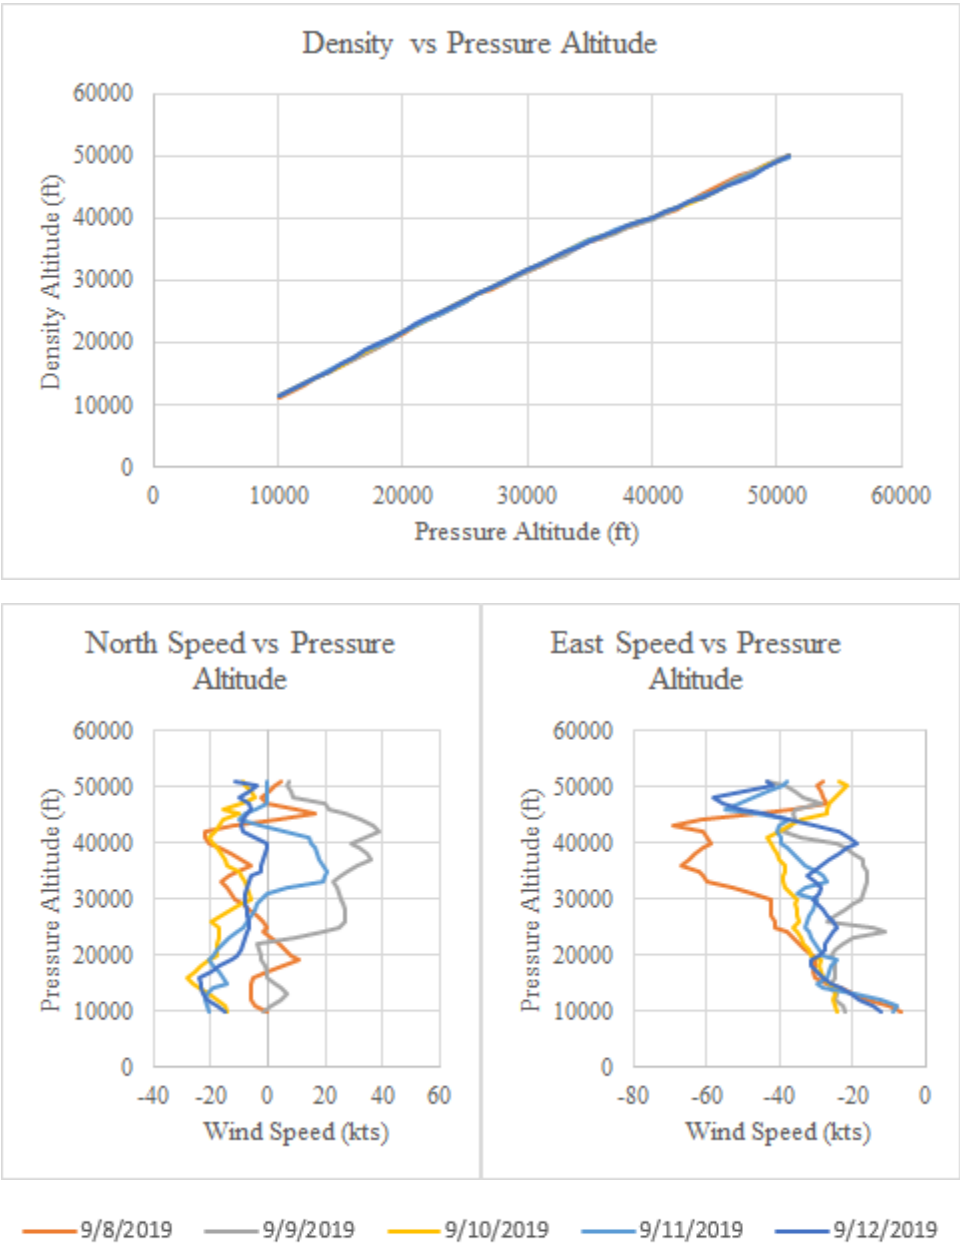 Density vs Pressure Altitude
60000
50000
40000
30000
20000
10000
0
Density Altitude (ft)
0 10000 20000 30000 40000 50000 60000
Pressure Altitude (ft)
North Speed vs Pressure
Altitude
60000
50000
40000
30000
20000
10000
0
Pressure Altitude (ft)
-40 -20 0 20 40 60
Wind Speed (kts)
East Speed vs Pressure
Altitude
60000
50000
40000
30000
20000
10000
0
Pressure Altitude (ft)
-80 -60 -40 -20 0
Wind Speed (kts)
9/8/2019 9/9/2019 9/10/2019 9/11/2019 9/12/2019